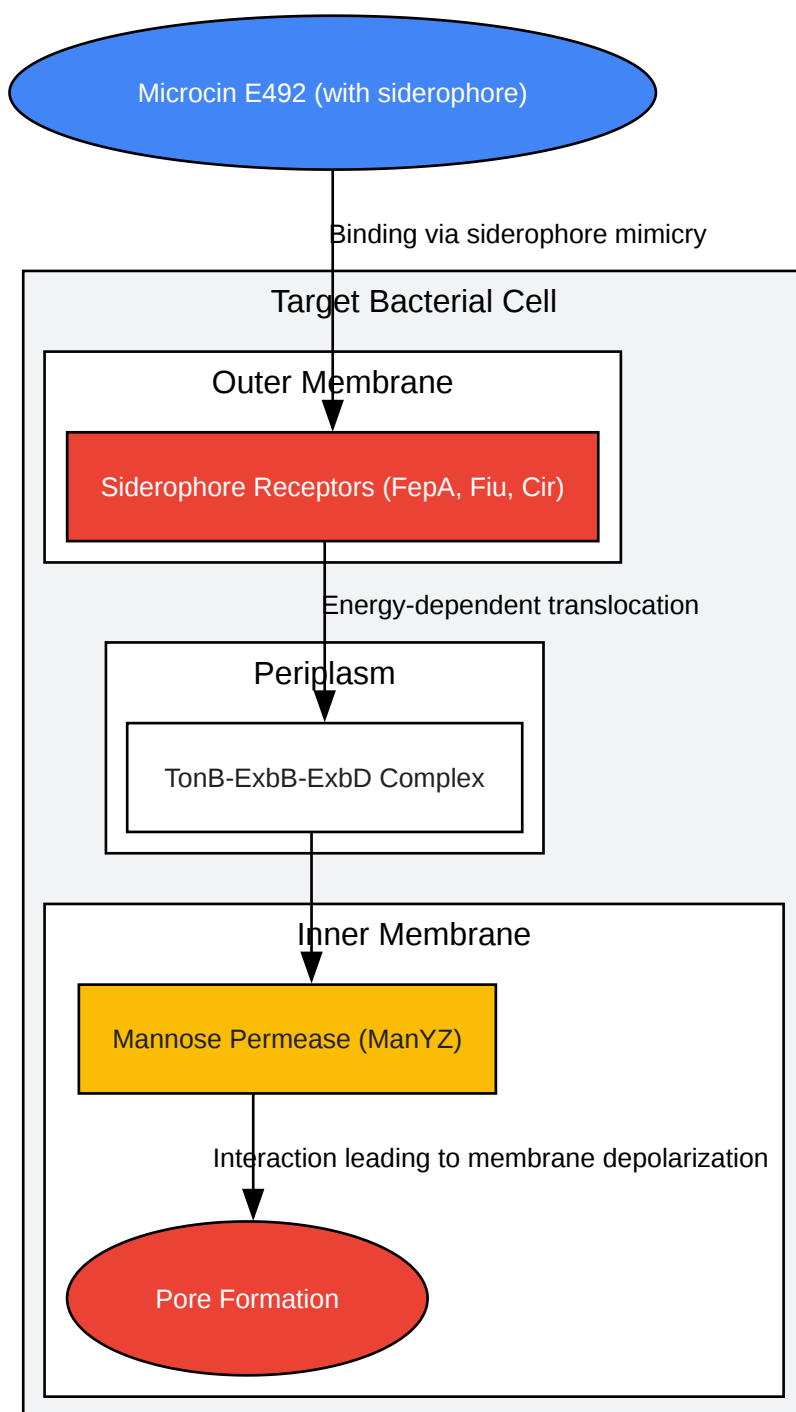 Microcin E492 (with siderophore)
Binding via siderophore mimicry
Target Bacterial Cell
Outer Membrane
Siderophore Receptors (FepA, Fiu, Cir)
Energy-dependent translocation
Periplasm
TonB-ExbB-ExbD Complex
Inner Membrane
Mannose Permease (ManYZ)
Interaction leading to membrane depolarization
Pore Formation